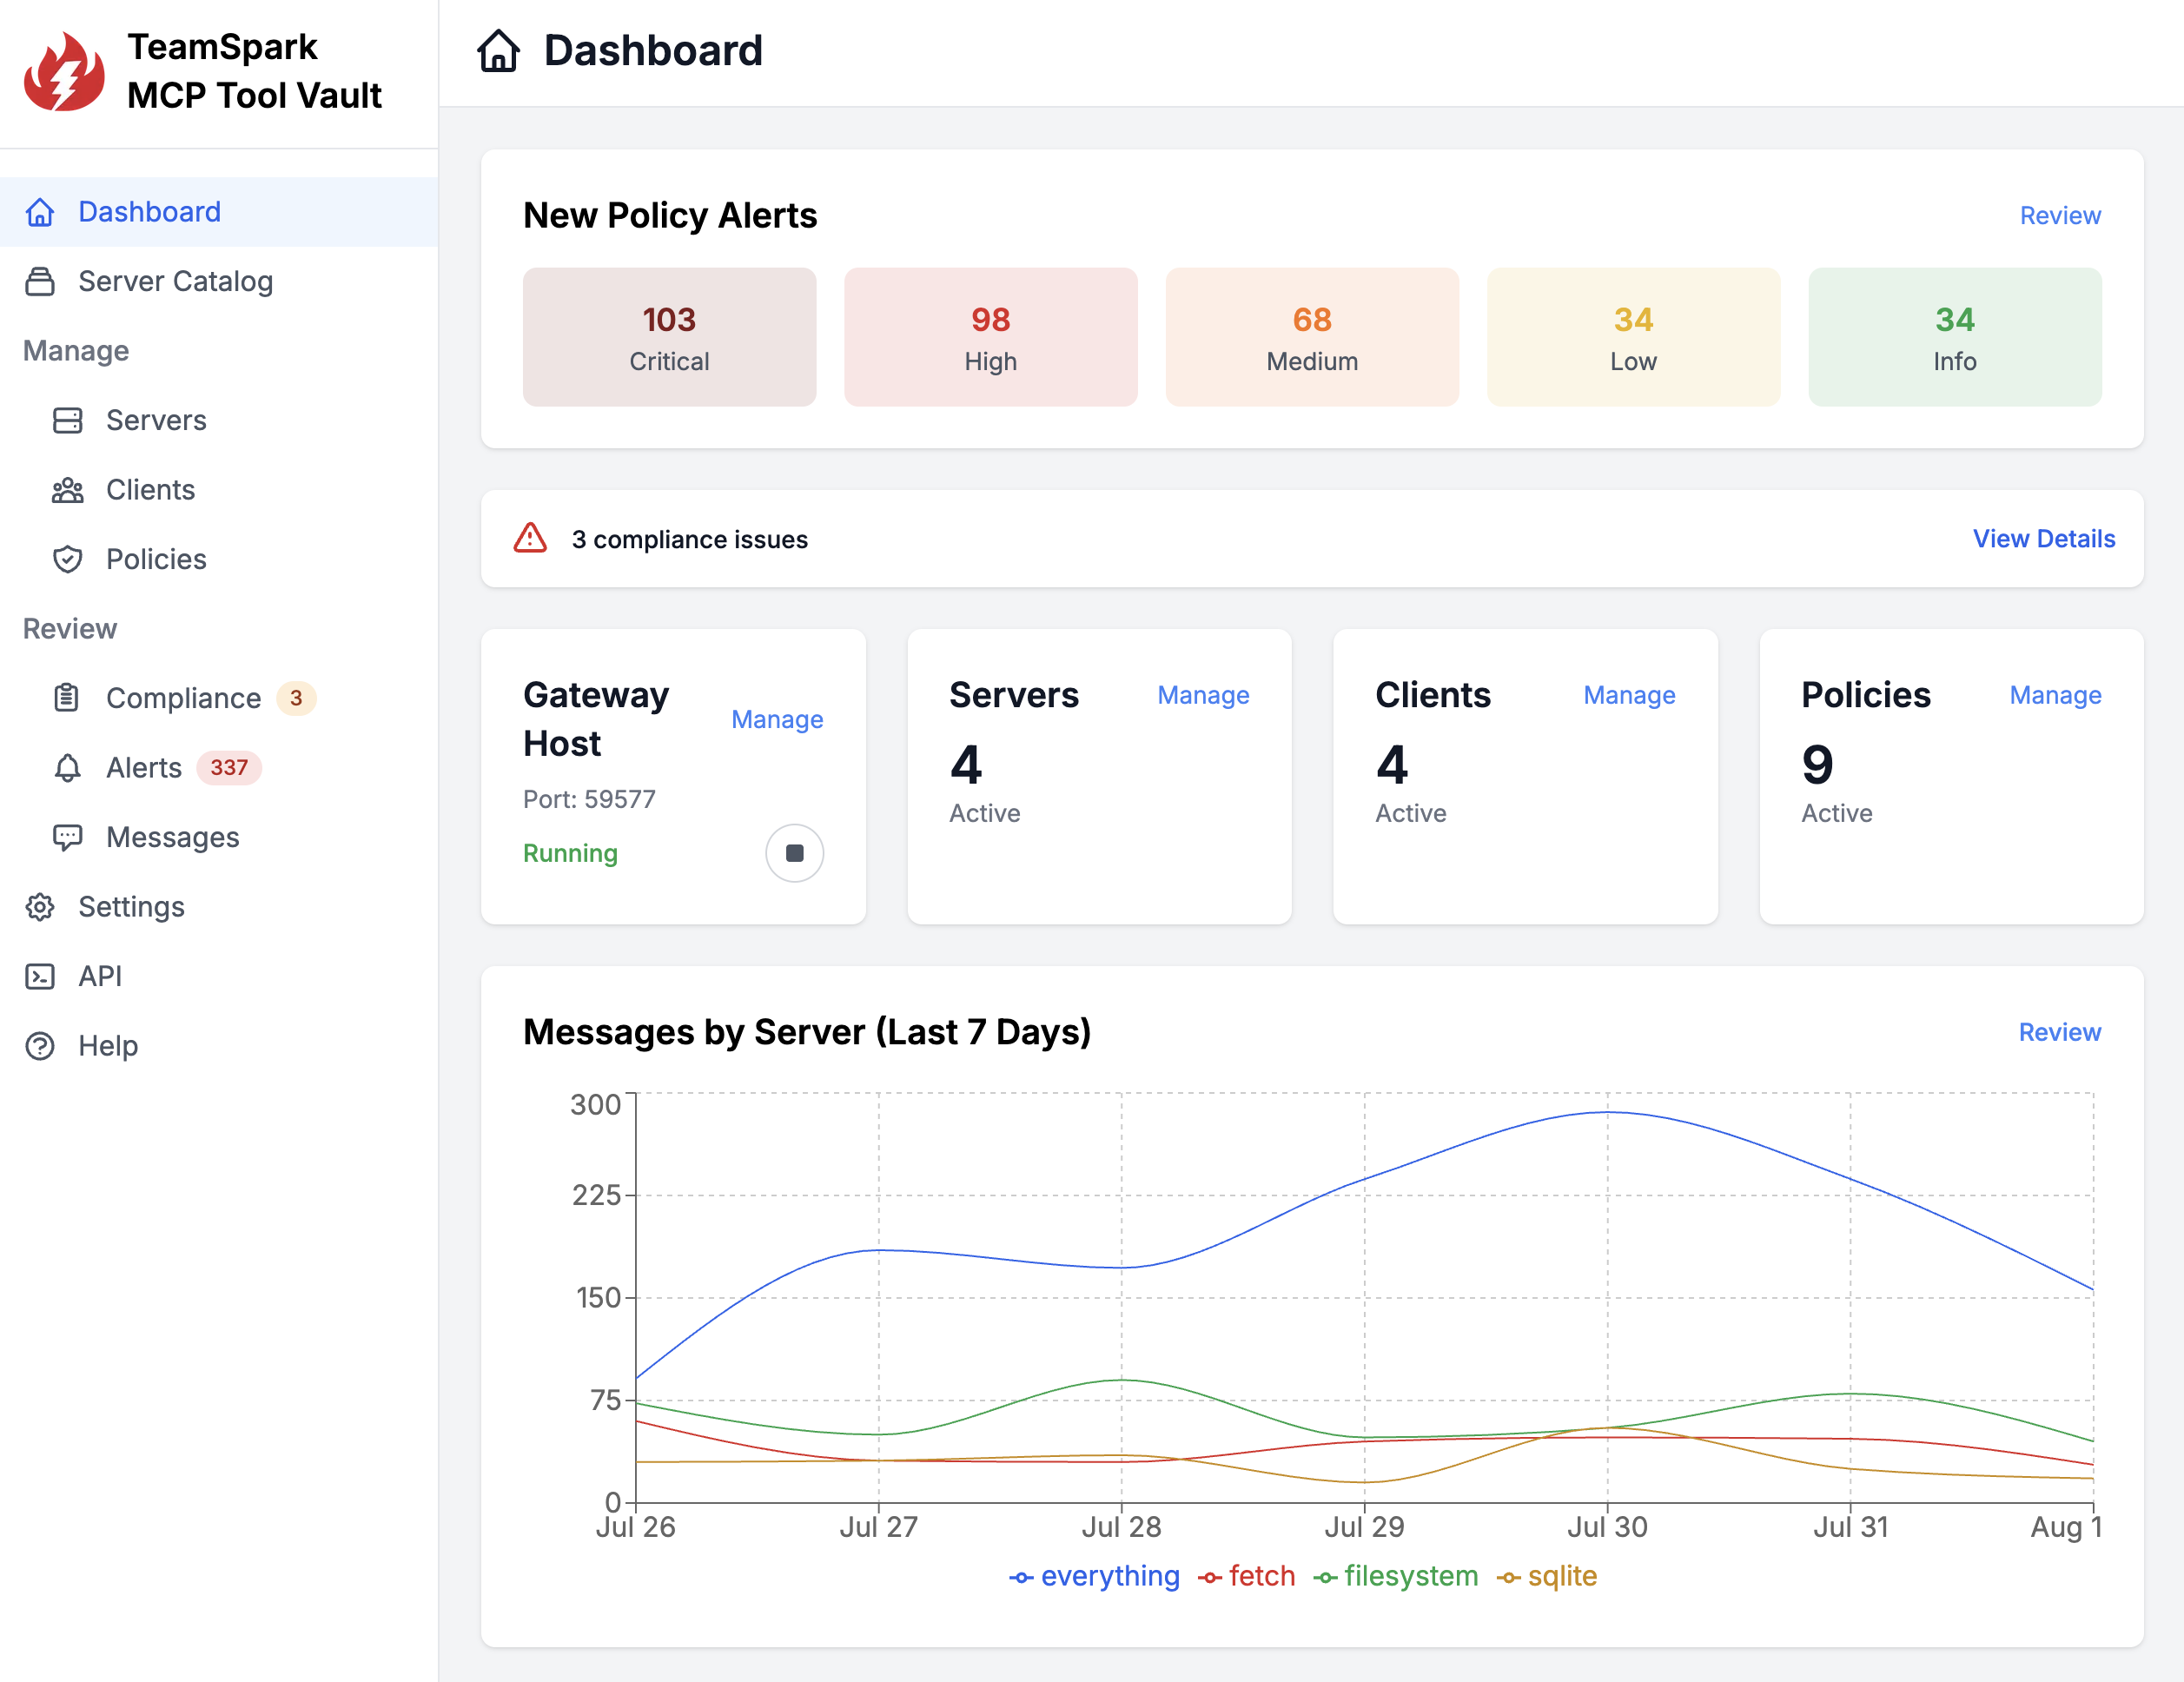 TeamSpark
MCP Tool Vault
Dashboard
Server Catalog
Manage
Servers
Clients
Policies
Review
Compliance 3
Alerts 337
Messages
Settings
API
Help
Dashboard
New Policy Alerts
Review
103
Critical
98
High
68
Medium
34
Low
34
Info
3 compliance issues
View Details
Gateway
Host
Manage
Port: 59577
Running
Servers
Manage
4
Active
Clients
Manage
4
Active
Policies
Manage
9
Active
Messages by Server (Last 7 Days)
Review
300
225
150
75
0
Jul 26 Jul 27 Jul 28 Jul 29 Jul 30 Jul 31 Aug 1
everything fetch filesystem sqlite